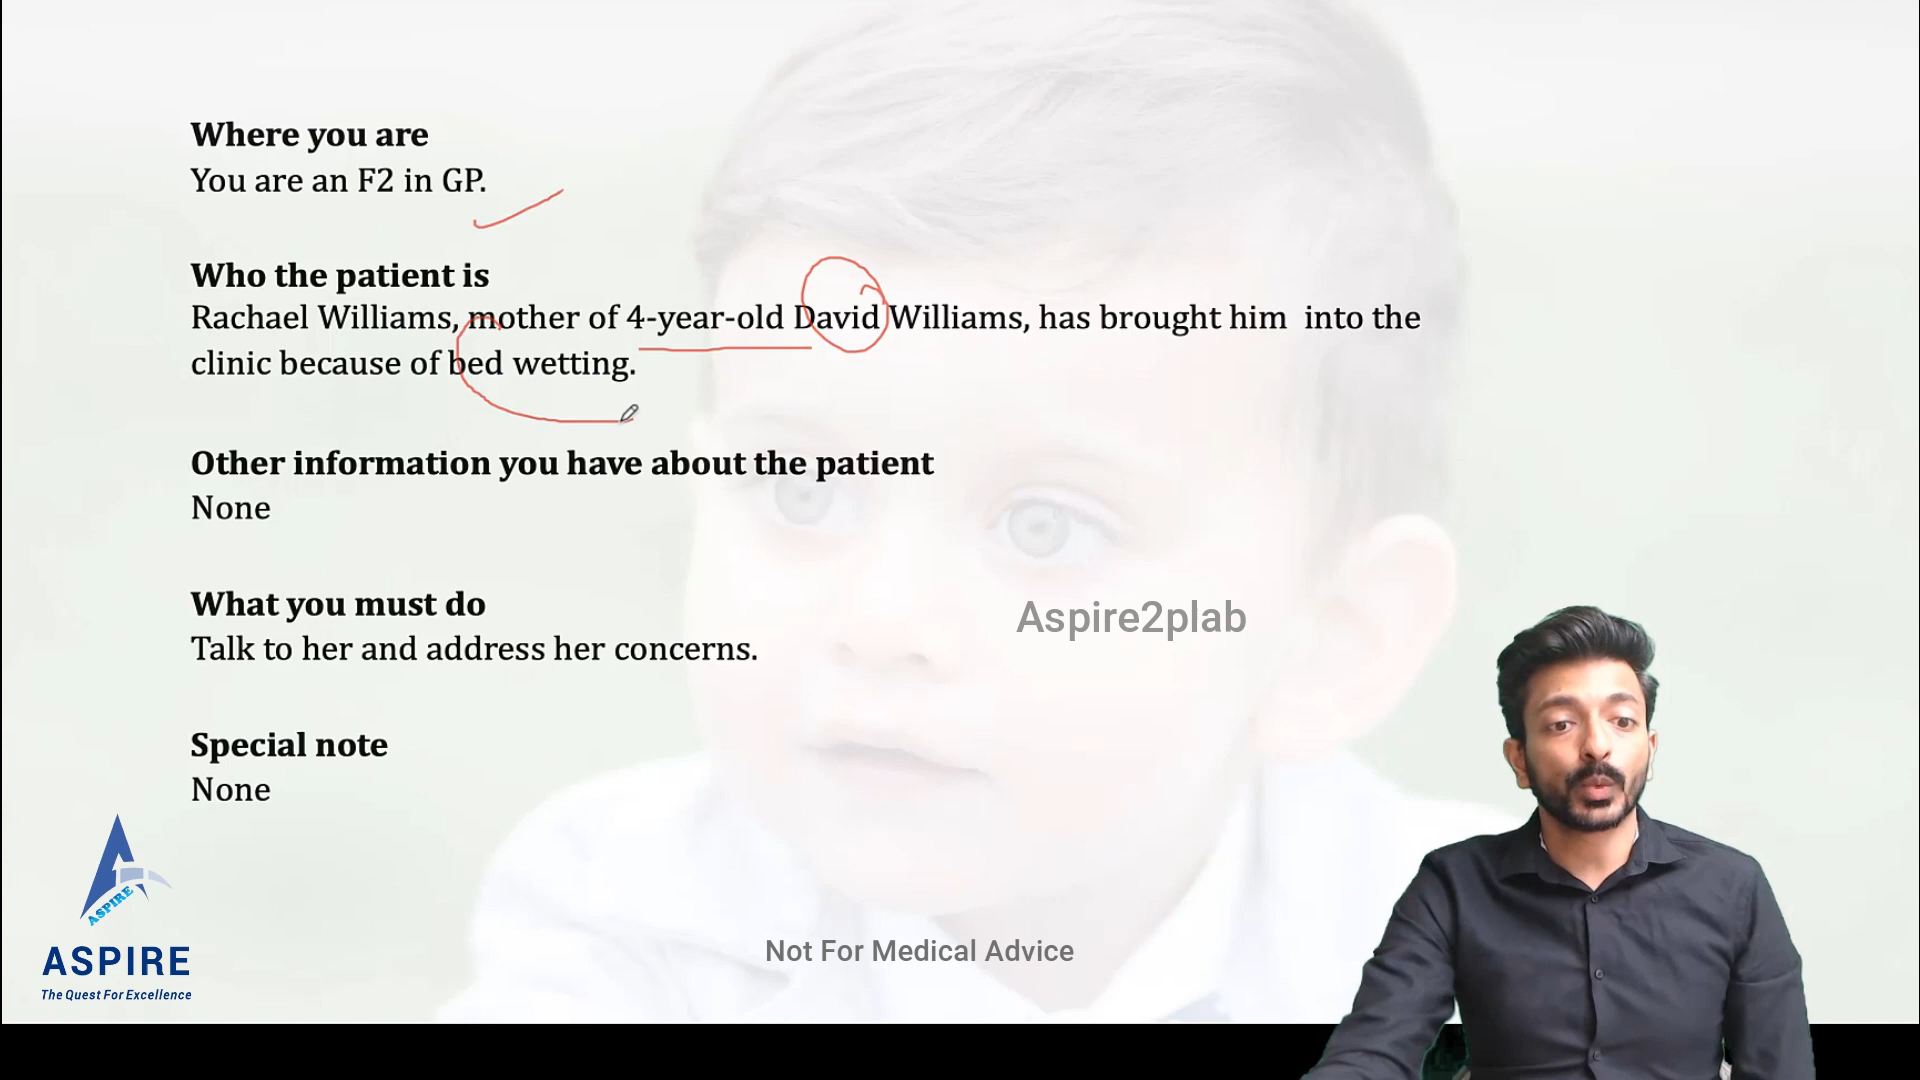 Where you are
You are an F2 in GP.
Who the patient is
Rachael Williams, mother of 4-year-old David Williams, has brought him into the
clinic because of bed wetting.
Other information you have about the patient
None
What you must do
Talk to her and address her concerns.
Aspire2plab
Special note
None
ASPIRE
ASPIRE
The Quest For Excellence
Not For Medical Advice